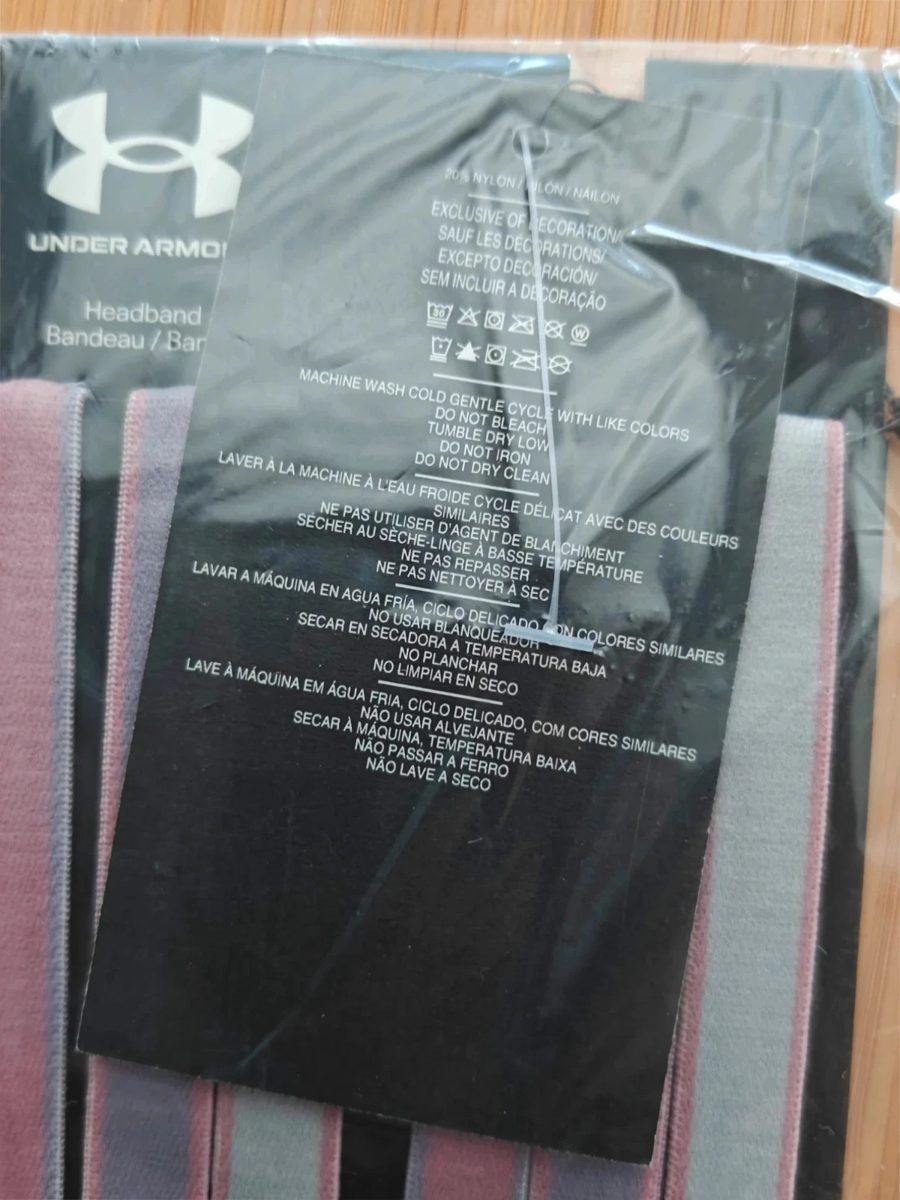 UNDER ARMO
Headband
Bandeau / Ban
20% NYLON / NILÓN / NÁILON
EXCLUSIVE OF DECORATION/
SAUF LES DÉCORATIONS/
EXCEPTO DECORACIÓN/
SEM INCLUIR A DECORAÇÃO
30
W
MACHINE WASH COLD GENTLE CYCLE WITH LIKE COLORS
DO NOT BLEACH
TUMBLE DRY LOW
DO NOT IRON
DO NOT DRY CLEAN
LAVER À LA MACHINE À L'EAU FROIDE CYCLE DÉLICAT AVEC DES COULEURS
SIMILAIRES
NE PAS UTILISER D'AGENT DE BLANCHIMENT
SÉCHER AU SÈCHE-LINGE À BASSE TEMPÉRATURE
NE PAS REPASSER
NE PAS NETTOYER À SEC
LAVAR A MÁQUINA EN AGUA FRÍA, CICLO DELICADO CON COLORES SIMILARES
NO USAR BLANQUEADOR
SECAR EN SECADORA A TEMPERATURA BAJA
NO PLANCHAR
NO LIMPIAR EN SECO
LAVE À MÁQUINA EM ÁGUA FRIA, CICLO DELICADO, COM CORES SIMILARES
NÃO USAR ALVEJANTE
SECAR À MÁQUINA, TEMPERATURA BAIXA
NÃO PASSAR A FERRO
NÃO LAVE A SECO